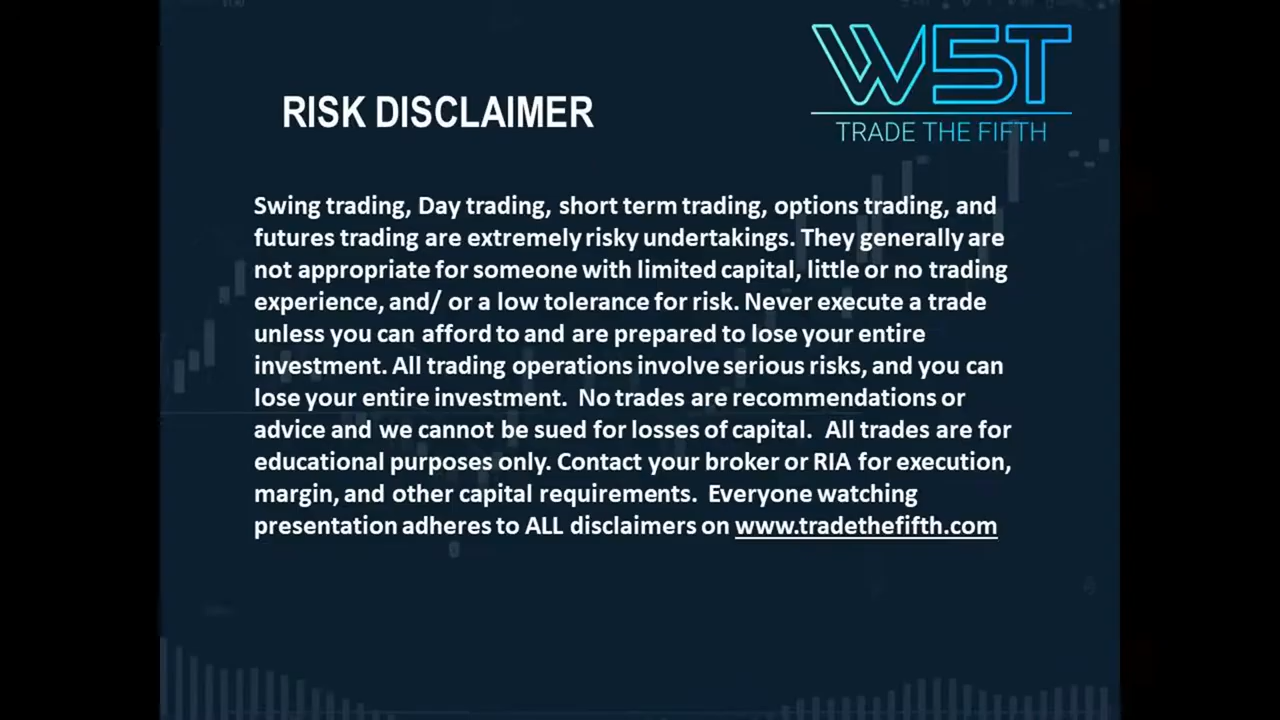 W5T
TRADE THE FIFTH
RISK DISCLAIMER
Swing trading, Day trading, short term trading, options trading, and
futures trading are extremely risky undertakings. They generally are
not appropriate for someone with limited capital, little or no trading
experience, and/ or a low tolerance for risk. Never execute a trade
unless you can afford to and are prepared to lose your entire
investment. All trading operations involve serious risks, and you can
lose your entire investment.  No trades are recommendations or
advice and we cannot be sued for losses of capital.  All trades are for
educational purposes only. Contact your broker or RIA for execution,
margin, and other capital requirements.  Everyone watching
presentation adheres to ALL disclaimers on www.tradethefifth.com